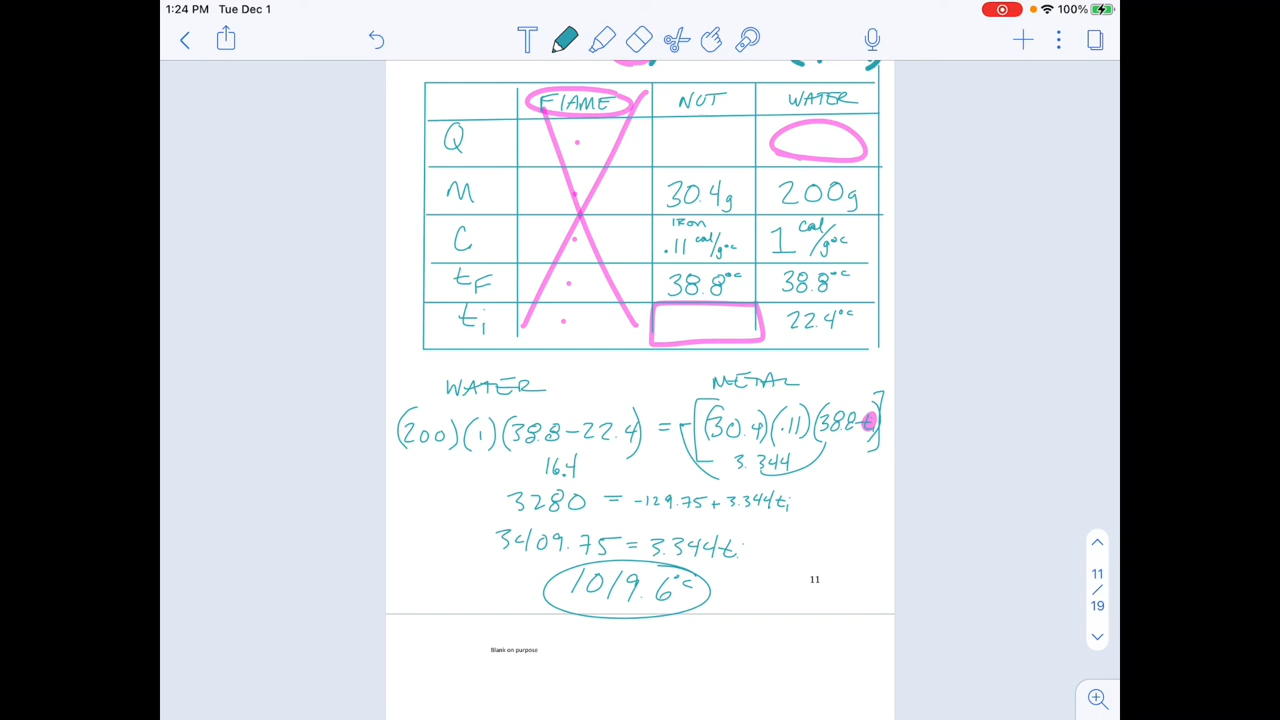 1:24 PM Tue Dec 1 100%
T
FLAME NUT WATER
Q
M 30.4g 200g
C Iron .11 cal/g°C 1 cal/g°C
tF 38.8°C 38.8°C
ti 22.4°C
WATER METAL
(200)(1)(38.8-22.4) = -[(30.4)(.11)(38.8-ti)]
16.4 3.344
3280 = -129.75 + 3.344ti
3409.75 = 3.344ti
1019.6°C
11
11
/
19
Blank on purpose